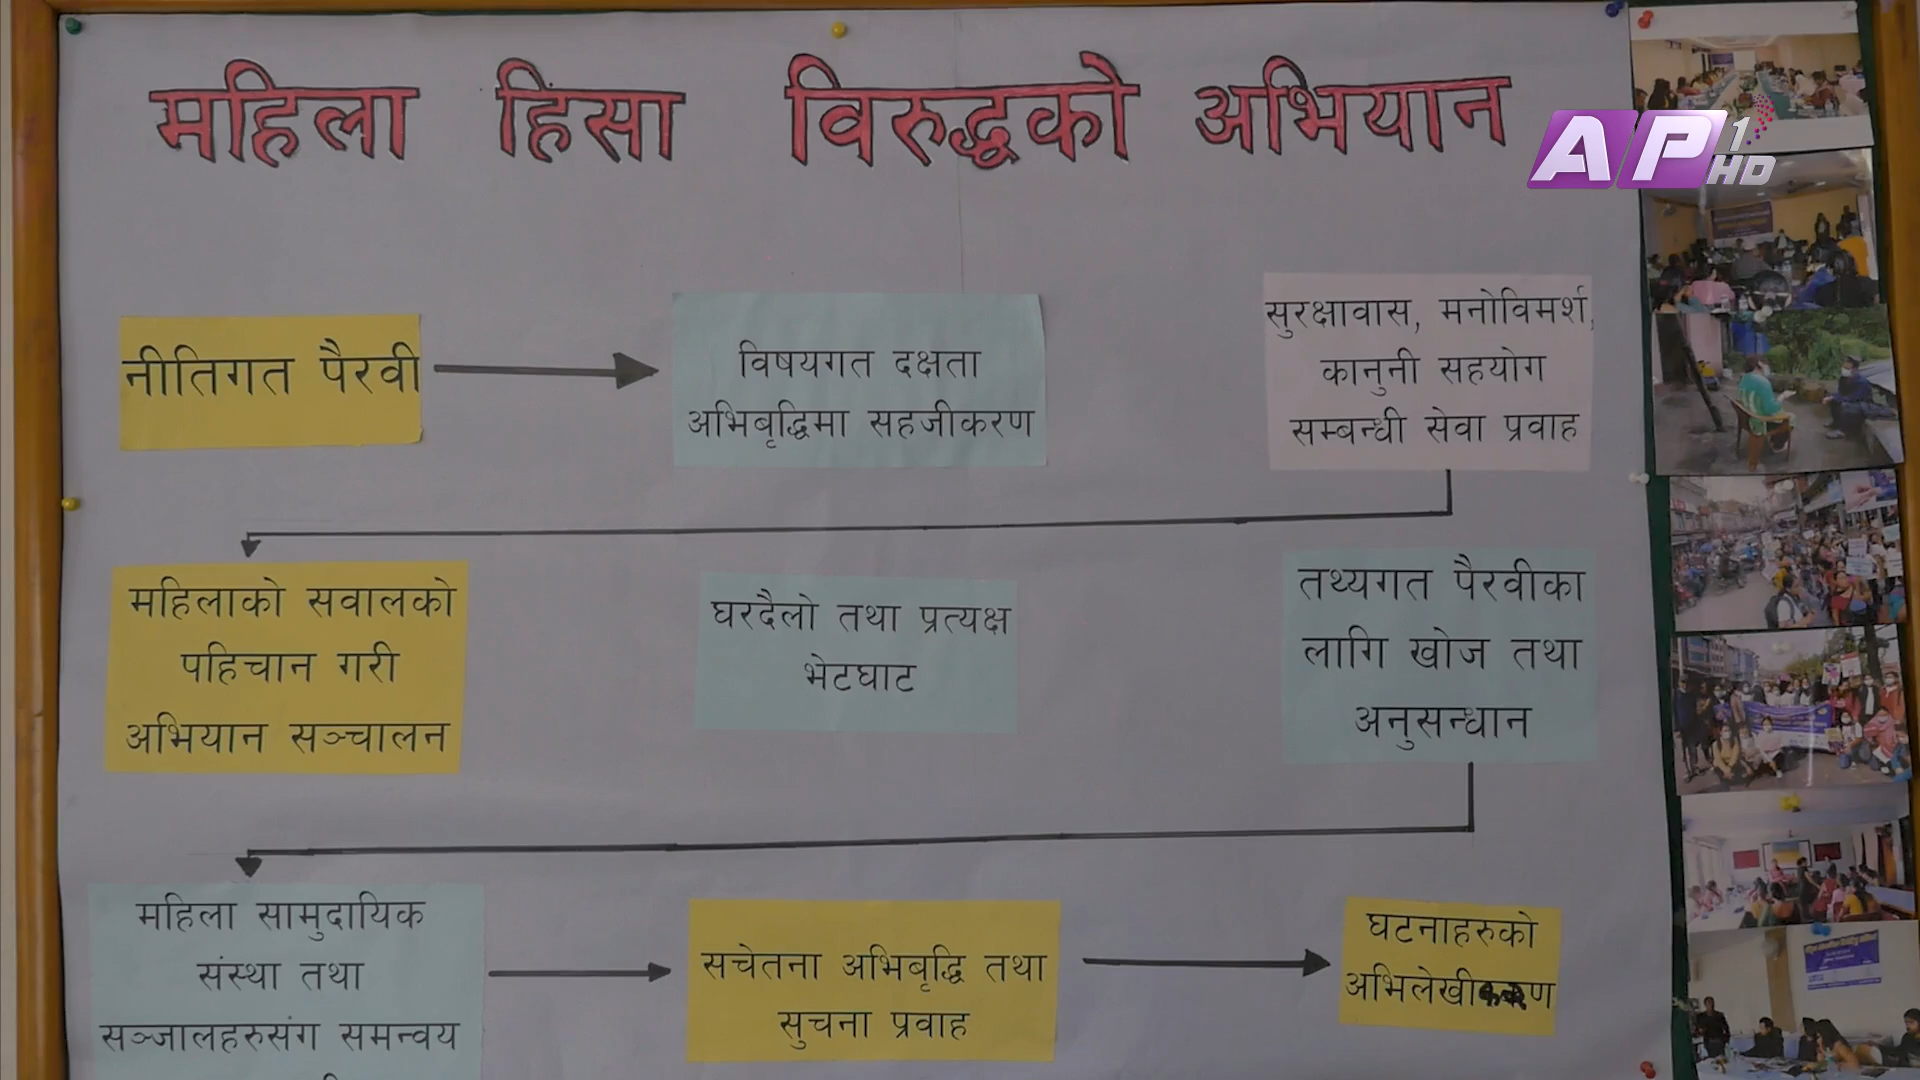 महिला हिंसा विरुद्धको अभियान
AP1 HD
नीतिगत पैरवी
विषयगत दक्षता
अभिबृद्धिमा सहजीकरण
सुरक्षावास, मनोविमर्श,
कानुनी सहयोग
सम्बन्धी सेवा प्रवाह
महिलाको सवालको
पहिचान गरी
अभियान सञ्चालन
घरदैलो तथा प्रत्यक्ष
भेटघाट
तथ्यगत पैरवीका
लागि खोज तथा
अनुसन्धान
महिला सामुदायिक
संस्था तथा
सञ्जालहरुसंग समन्वय
सचेतना अभिबृद्धि तथा
सुचना प्रवाह
घटनाहरुको
अभिलेखीकरण